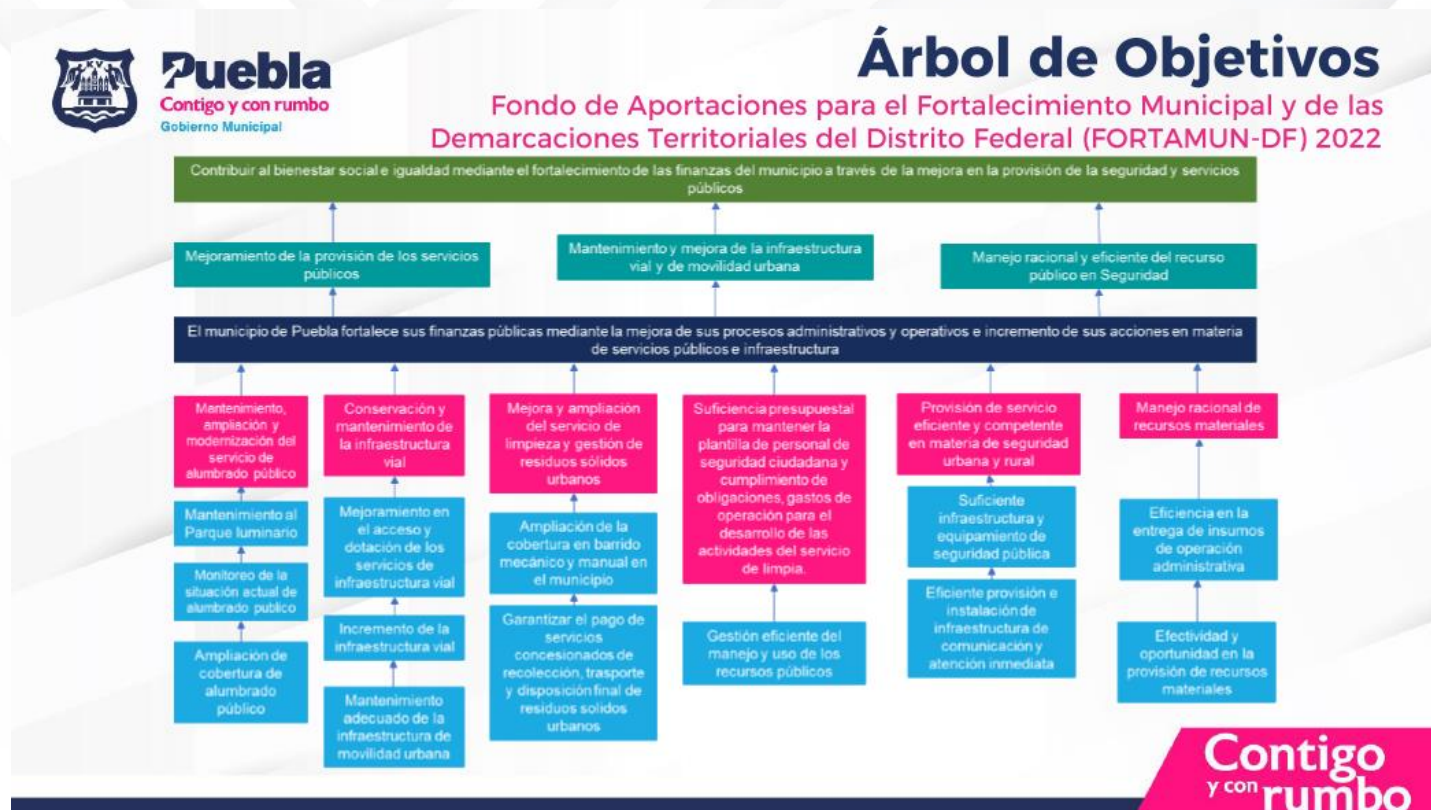 Puebla
Contigo y con rumbo
Gobierno Municipal
Árbol de Objetivos
Fondo de Aportaciones para el Fortalecimiento Municipal y de las
Demarcaciones Territoriales del Distrito Federal (FORTAMUN-DF) 2022
Contribuir al bienestar social e igualdad mediante el fortalecimiento de las finanzas del municipio a través de la mejora en la provisión de la seguridad y servicios
públicos
Mejoramiento de la provisión de los servicios
públicos
Mantenimiento y mejora de la infraestructura
vial y de movilidad urbana
Manejo racional y eficiente del recurso
público en Seguridad
El municipio de Puebla fortalece sus finanzas públicas mediante la mejora de sus procesos administrativos y operativos e incremento de sus acciones en materia
de servicios públicos e infraestructura
Mantenimiento,
ampliación y
modernización del
servicio de
alumbrado público
Mantenimiento al
Parque luminario
Monitoreo de la
situación actual de
alumbrado publico
Ampliación de
cobertura de
alumbrado
público
Conservación y
mantenimiento de
la infraestructura
vial
Mejoramiento en
el acceso y
dotación de los
servicios de
infraestructura vial
Incremento de la
infraestructura vial
Mantenimiento
adecuado de la
infraestructura de
movilidad urbana
Mejora y ampliación
del servicio de
limpieza y gestión de
residuos sólidos
urbanos
Ampliación de la
cobertura en barrido
mecánico y manual en
el municipio
Garantizar el pago de
servicios
concesionados de
recolección, trasporte
y disposición final de
residuos solidos
urbanos
Suficiencia presupuestal
para mantener la
plantilla de personal de
seguridad ciudadana y
cumplimiento de
obligaciones, gastos de
operación para el
desarrollo de las
actividades del servicio
de limpia.
Gestión eficiente del
manejo y uso de los
recursos públicos
Provisión de servicio
eficiente y competente
en materia de seguridad
urbana y rural
Suficiente
infraestructura y
equipamiento de
seguridad pública
Eficiente provisión e
instalación de
infraestructura de
comunicación y
atención inmediata
Manejo racional de
recursos materiales
Eficiencia en la
entrega de insumos
de operación
administrativa
Efectividad y
oportunidad en la
provisión de recursos
materiales
Contigo
y con rumbo